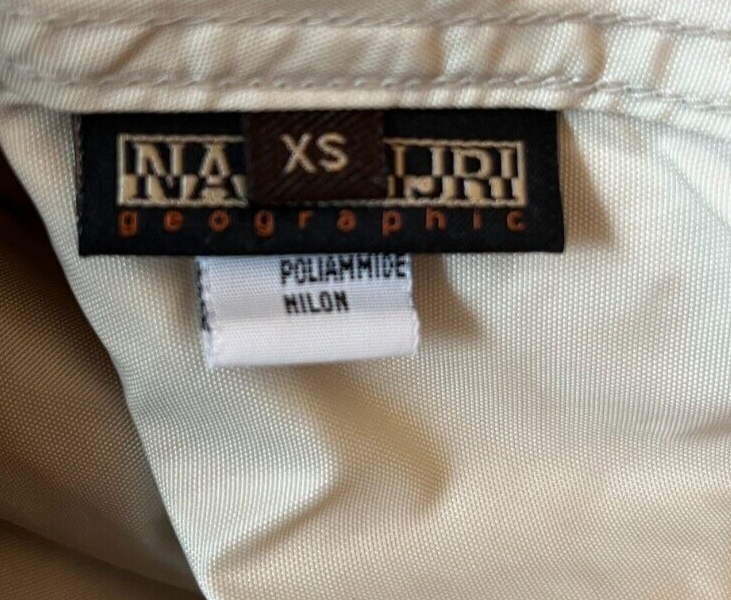 XS
NA IJRI
geographic
POLIAMMIDE
NILON